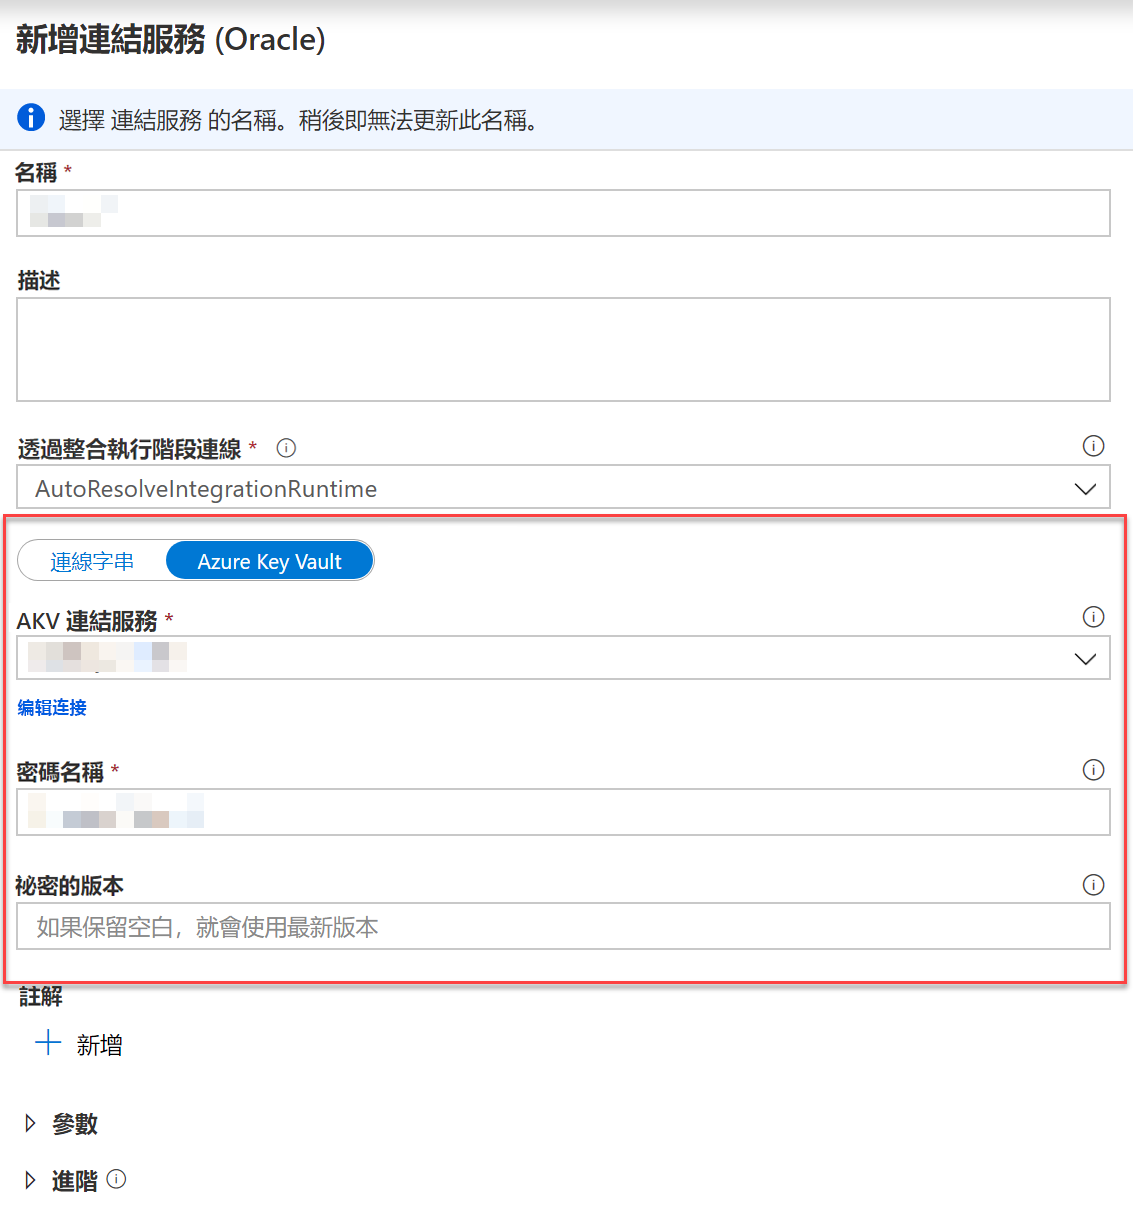 新增連結服務 (Oracle)
選擇 連結服務 的名稱。稍後即無法更新此名稱。
名稱 *
描述
透過整合執行階段連線 *
AutoResolveIntegrationRuntime
連線字串 Azure Key Vault
AKV 連結服務 *
编辑连接
密碼名稱 *
祕密的版本
如果保留空白，就會使用最新版本
註解
新增
參數
進階